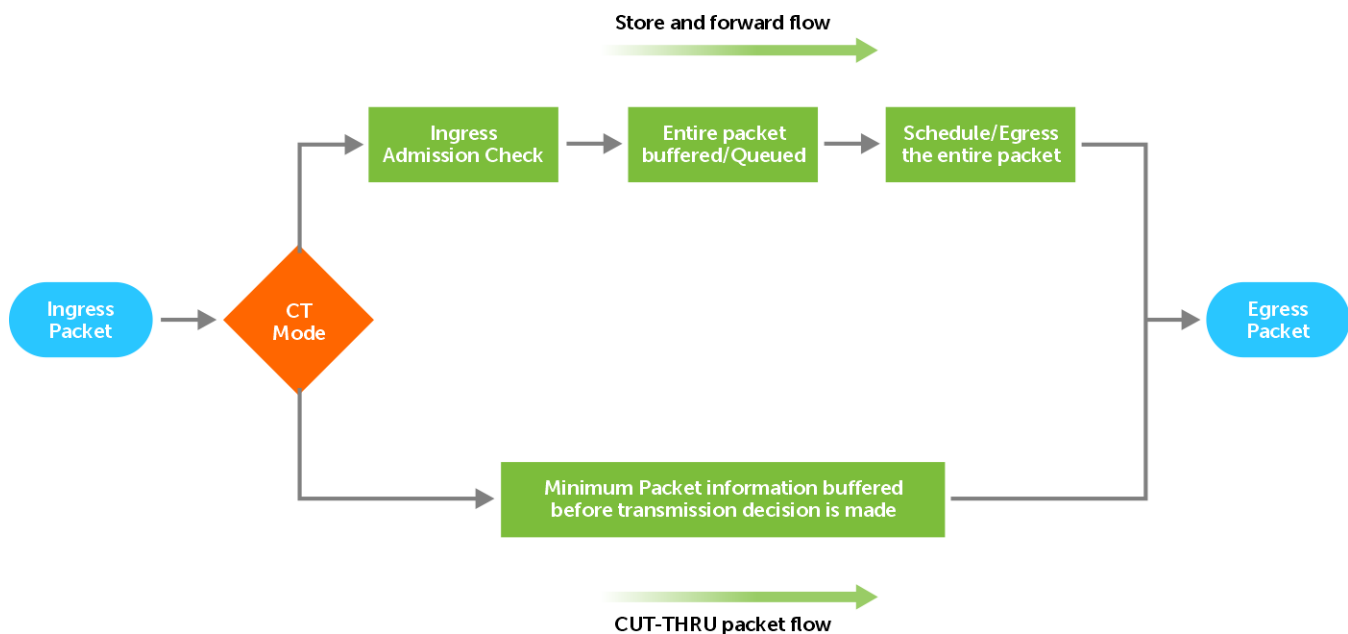 Store and forward flow
Ingress
Admission Check
Entire packet
buffered/Queued
Schedule/Egress
the entire packet
Ingress
Packet
CT
Mode
Egress
Packet
Minimum Packet information buffered
before transmission decision is made
CUT-THRU packet flow